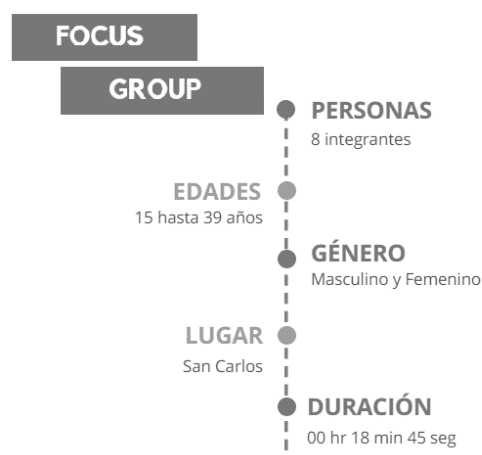 FOCUS
GROUP
PERSONAS
8 integrantes
EDADES
15 hasta 39 años
GÉNERO
Masculino y Femenino
LUGAR
San Carlos
DURACIÓN
00 hr 18 min 45 seg